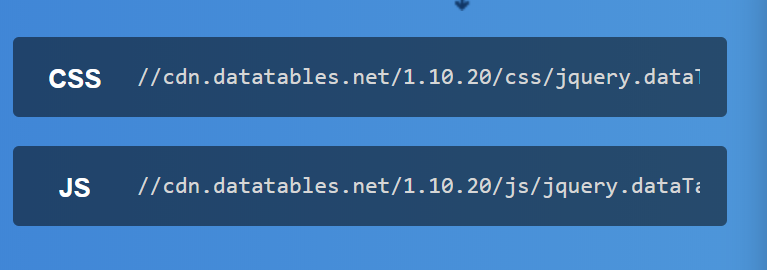 CSS //cdn.datatables.net/1.10.20/css/jquery.dataT
JS //cdn.datatables.net/1.10.20/js/jquery.dataTa